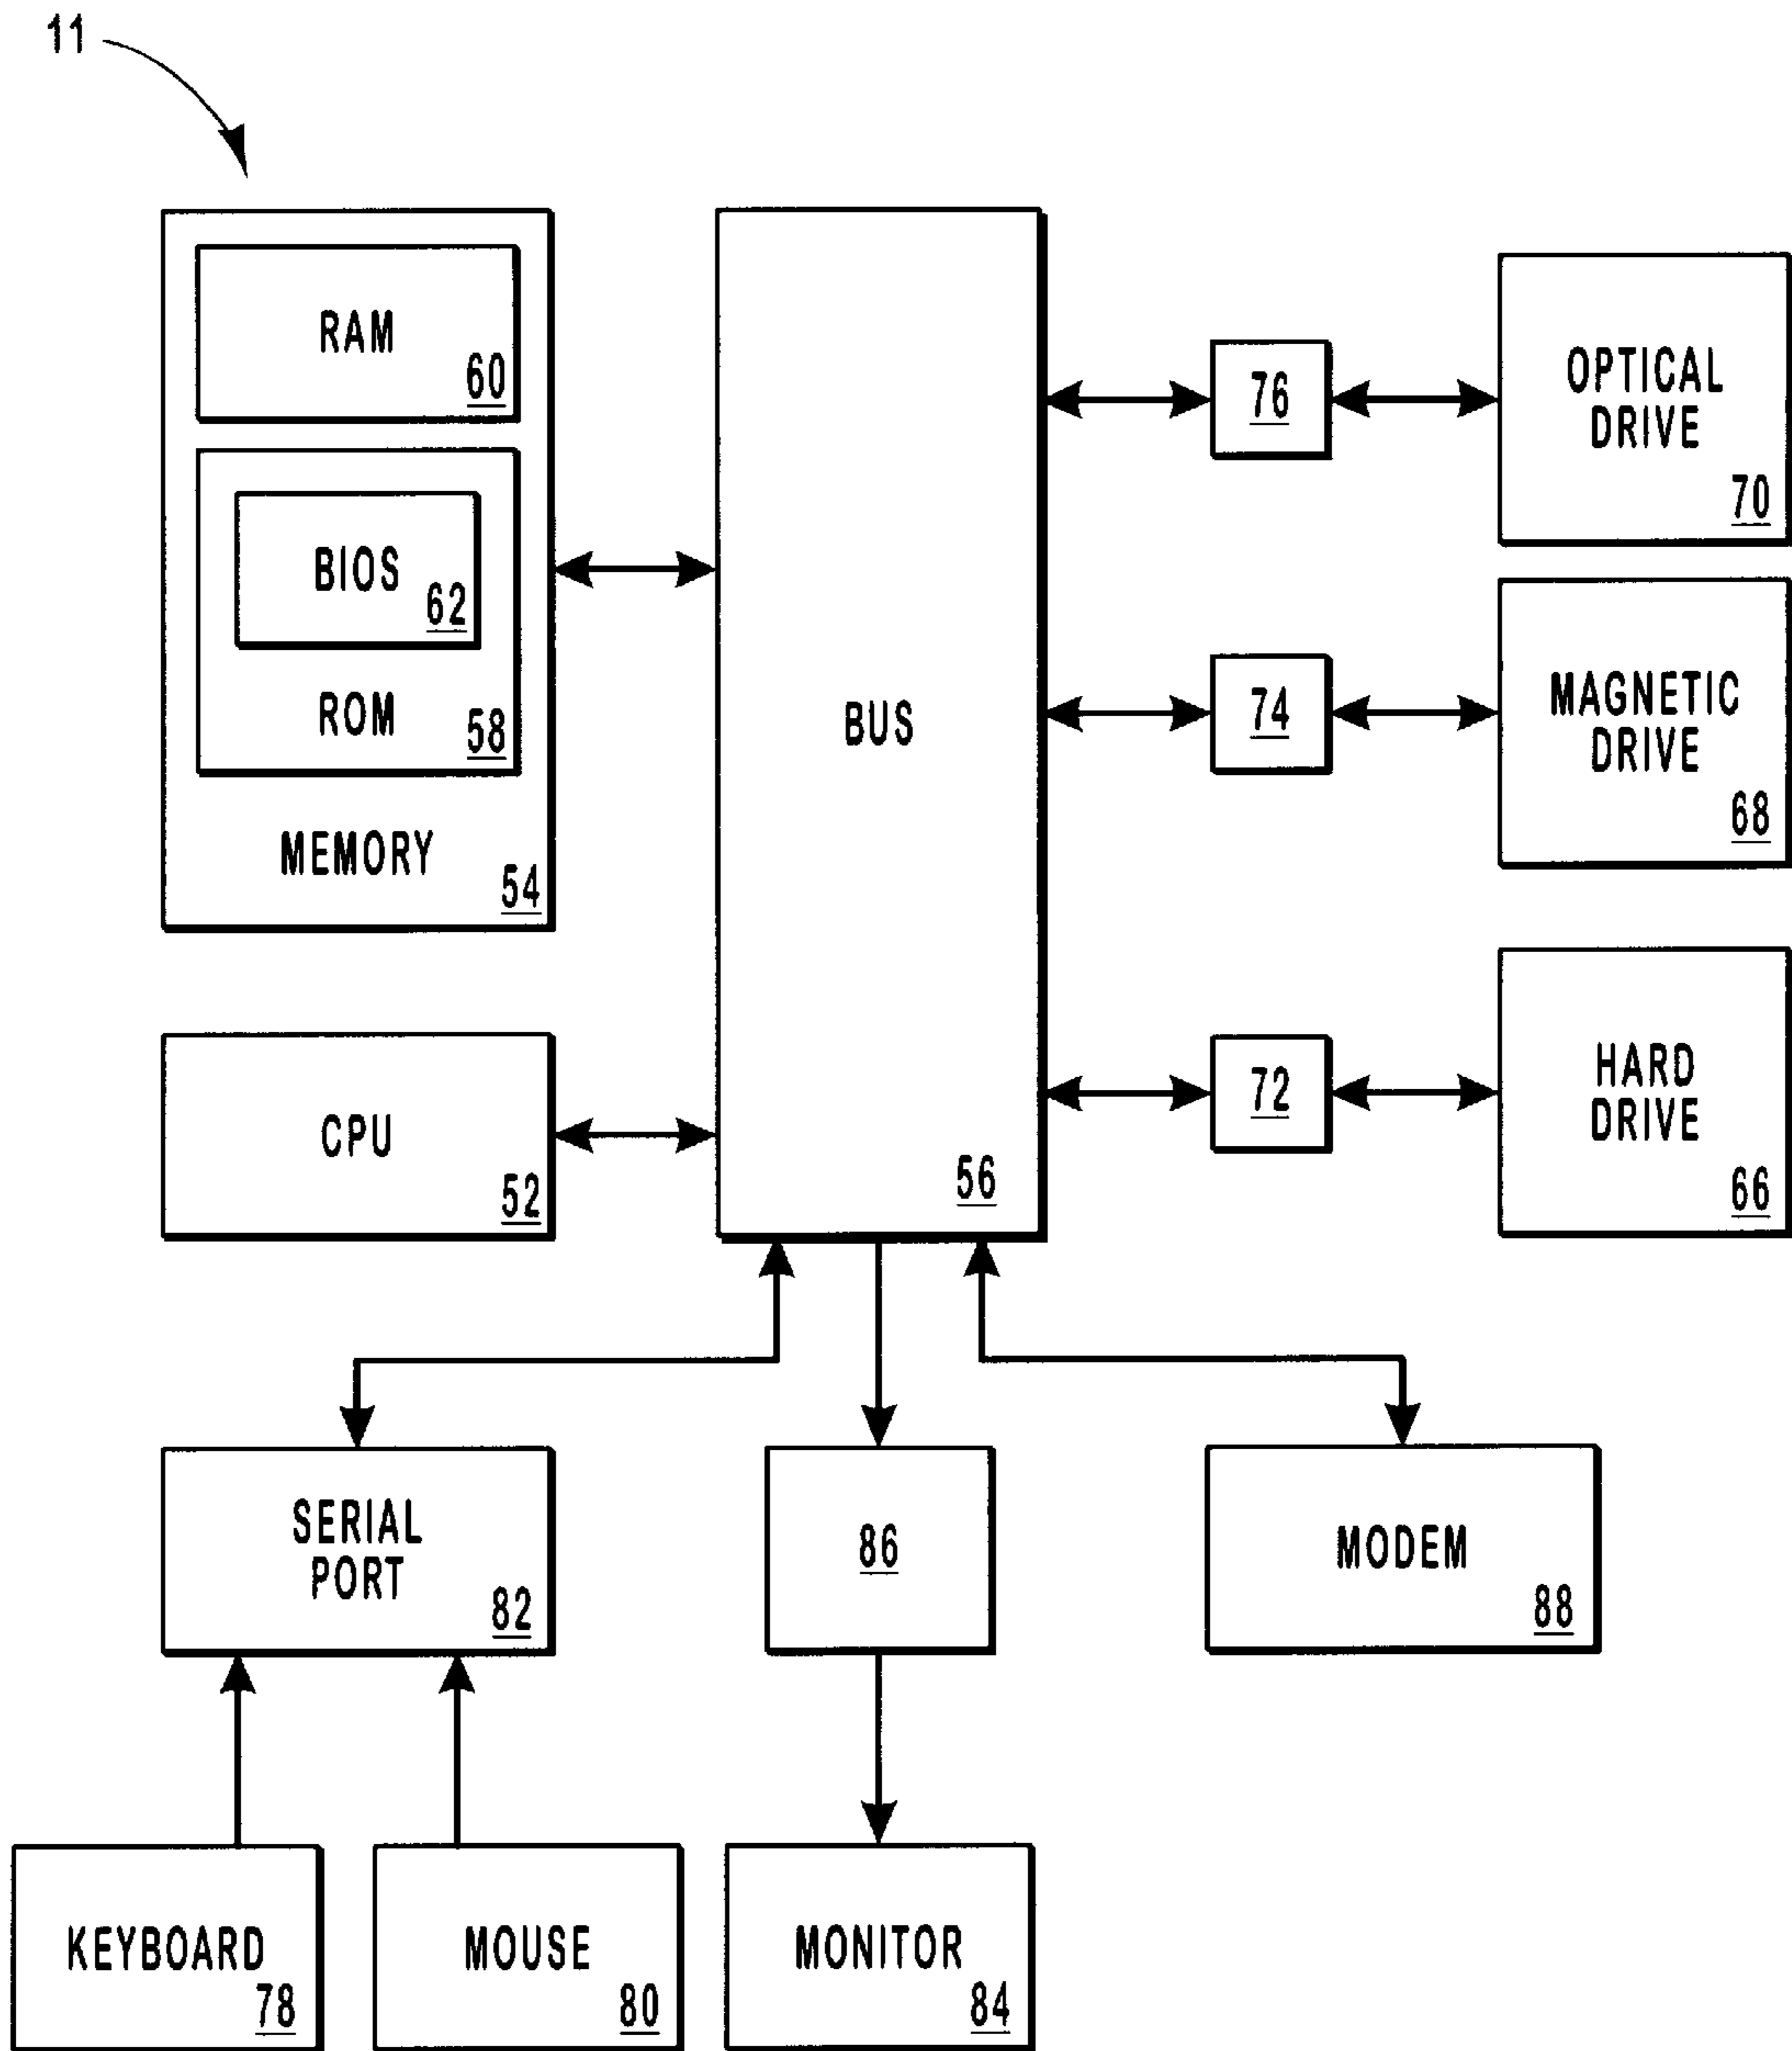 11
RAM
60
BIOS
62
ROM
58
MEMORY
54
CPU
52
BUS
56
76
OPTICAL
DRIVE
70
74
MAGNETIC
DRIVE
68
72
HARD
DRIVE
66
SERIAL
PORT
82
86
MODEM
88
KEYBOARD
78
MOUSE
80
MONITOR
84